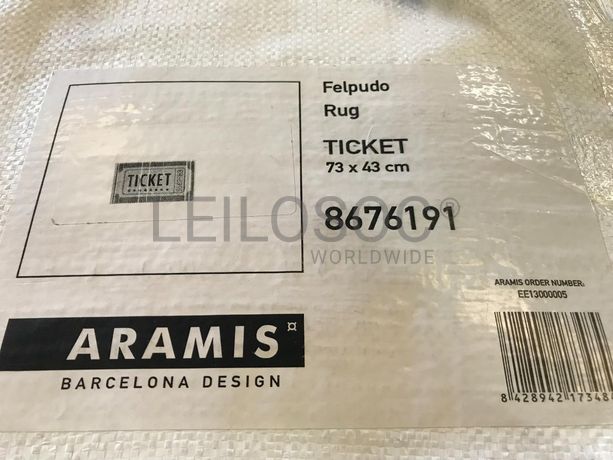 Felpudo
Rug
TICKET
73 x 43 cm
8676191
TICKET
LEILOSOC®
WORLDWIDE
ARAMIS ORDER NUMBER:
EE13000005
ARAMIS
BARCELONA DESIGN
8 428942 17348